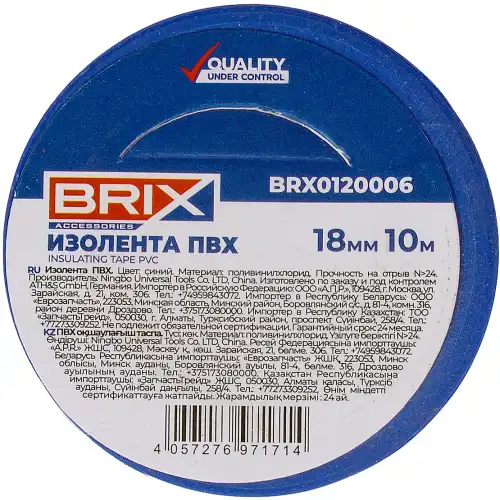 QUALITY
UNDER CONTROL
BRIX
ACCESSORIES
BRX0120006
ИЗОЛЕНТА ПВХ
INSULATING TAPE PVC
18мм 10м
RU Изолента ПВХ. Цвет: синий. Материал: поливинилхлорид. Прочность на отрыв N>24.
Производитель: Ningbo Universal Tools Co, LTD, China. Изготовлено по заказу и под контролем
ATH&S GmbH, Германия. Импортер в Российскую Федерацию: ООО «А.Д.Р.», 109428, г. Москва, ул.
Зарайская, д. 21, ком. 306. Тел.: +74959843072. Импортер в Республику Беларусь: ООО
«Еврозапчасть», 223053, Минская область, район Боровлянский, с/с, ОБ. д. 81-4, комн. 316,
район деревни Дроздово. Тел.: +375173080000. Импортер в Республику Казахстан: ТОО
"ЗапчастьТрейд", 050030, г. Алматы, Турксибский район, проспект Суюнбая, 258/4. Тел.:
+77273309252. Не подлежит обязательной сертификации. Гарантийный срок: 24 месяца.
KZ ПВХ оқшаулағыш таспа. Түсі: көк. Материал: поливинилхлорид. Үзілуге беріктігі N>24.
Өндіруші: Ningbo Universal Tools Co, LTD, China. Ресей Федерациясына импорттаушы:
«А.Д.Р.» ЖШС, 109428, Мәскеу қ., көш. Зарайская, 21, бөлме. 306. Тел.: +74959843072.
Беларусь Республикасына импорттаушы: «Еврозапчасть» ЖШҚ, 223053, Минск
облысы, Минск ауданы, Боровлянский ауылы, 81-4, бөлме. 316, Дроздово
ауылының ауданы. Тел.: +375173080000. Қазақстан Республикасына
импорттаушы: «ЗапчастьТрейд» ЖШС, 050030, Алматы қаласы, Түрксіб
ауданы, Суйінбай даңғылы, 258/4. Тел.: +77273309252. Өнім міндетті
сертификаттауға жатпайды. Жарамдылық мерзімі: 24 ай.
4 057276 971714